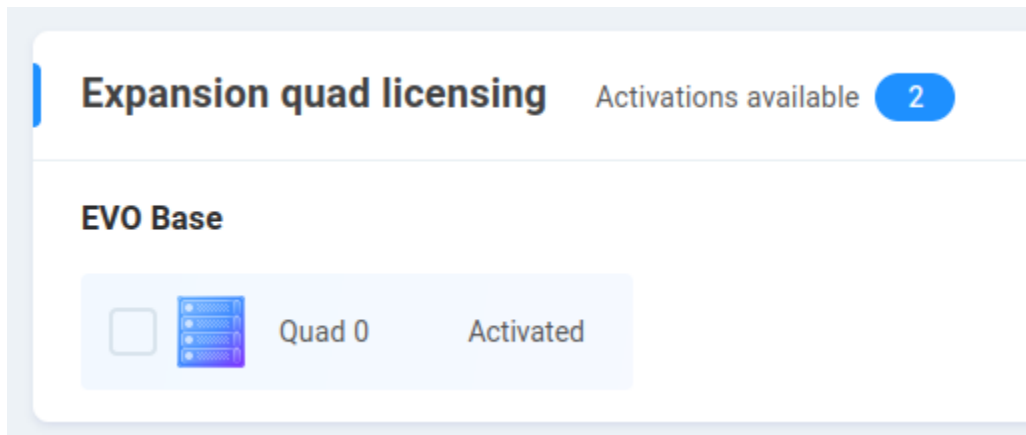 Expansion quad licensing Activations available 2
EVO Base
Quad 0 Activated